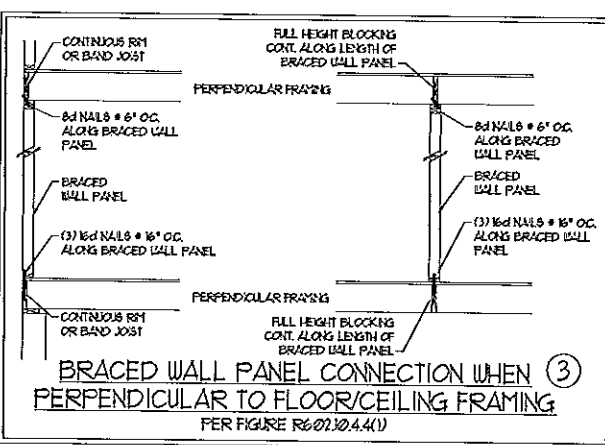 CONTINUOUS RIM
OR BAND JOIST
FULL HEIGHT BLOCKING
CONT. ALONG LENGTH OF
BRACED WALL PANEL
PERPENDICULAR FRAMING
8d NAILS @ 6" O.C.
ALONG BRACED WALL
PANEL
8d NAILS @ 6" O.C.
ALONG BRACED
WALL PANEL
BRACED
WALL PANEL
BRACED
WALL PANEL
(3) 16d NAILS @ 16" O.C.
ALONG BRACED WALL PANEL
(3) 16d NAILS @ 16" O.C.
ALONG BRACED WALL
PANEL
PERPENDICULAR FRAMING
CONTINUOUS RIM
OR BAND JOIST
FULL HEIGHT BLOCKING
CONT. ALONG LENGTH OF
BRACED WALL PANEL
BRACED WALL PANEL CONNECTION WHEN 3
PERPENDICULAR TO FLOOR/CEILING FRAMING
PER FIGURE R602.10.4.4(1)